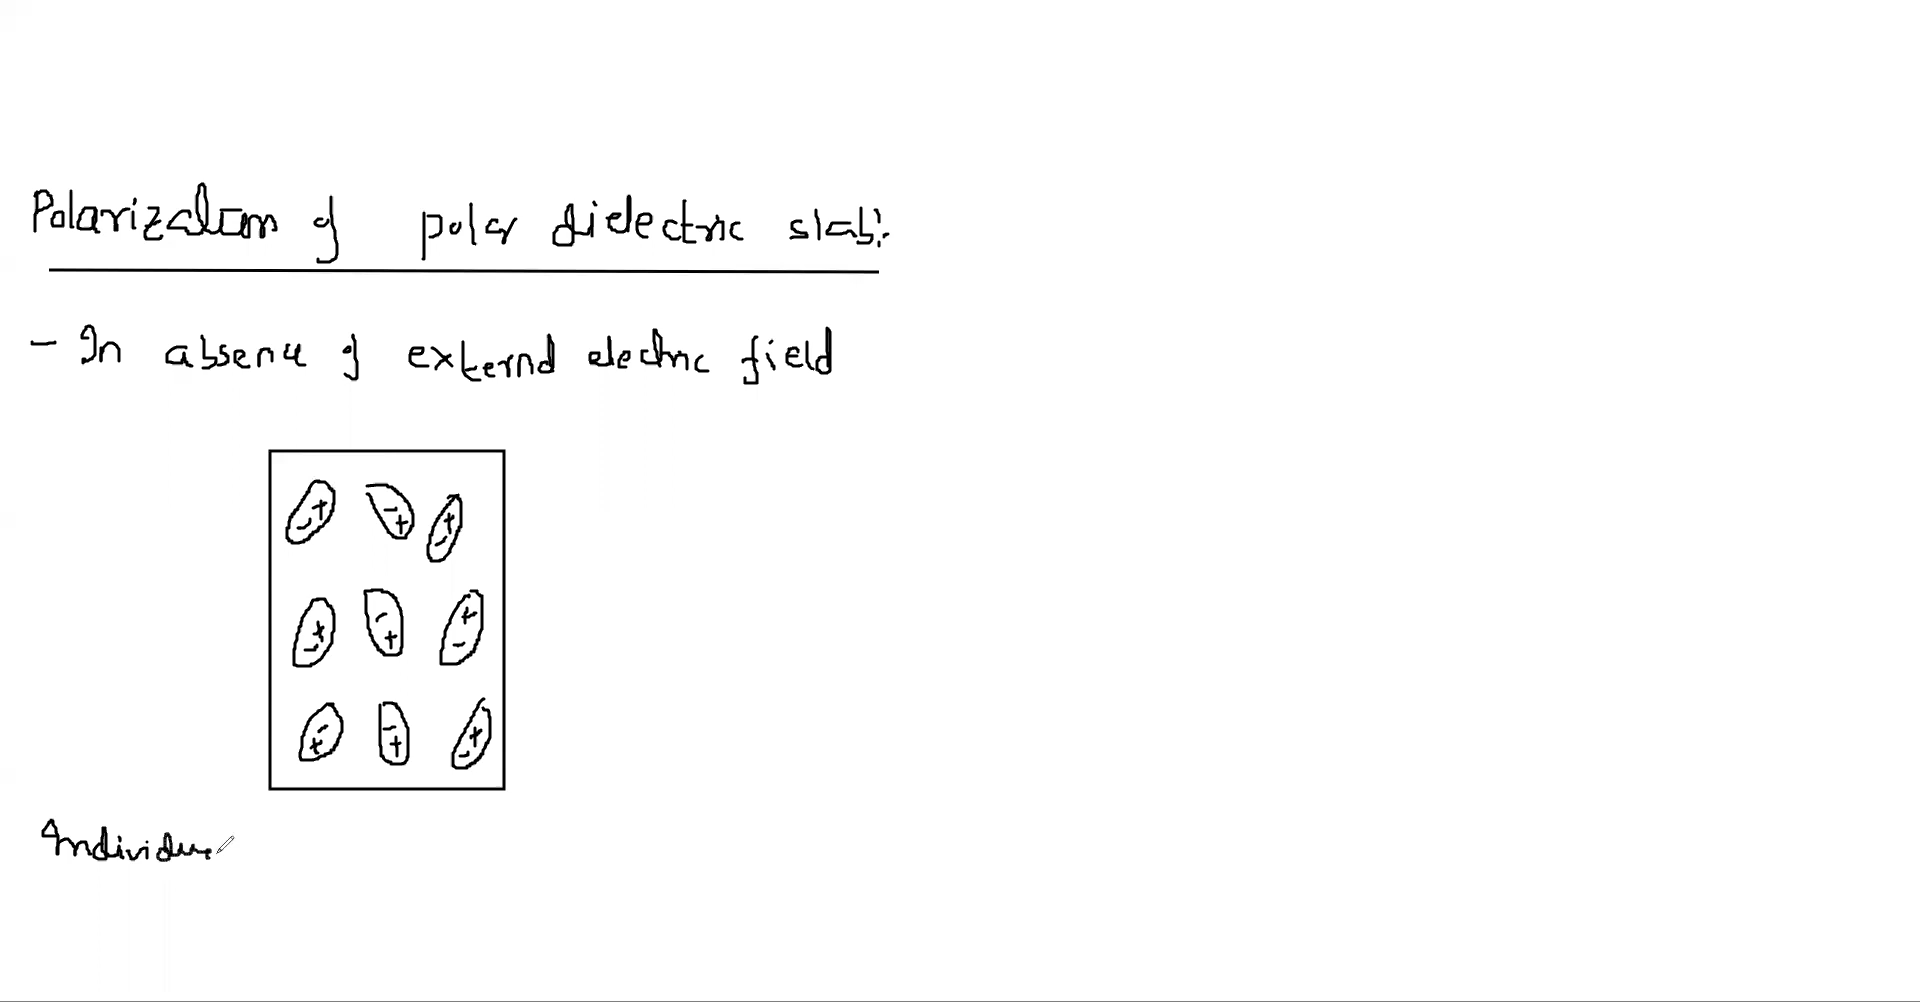 Polarization of polar dielectric slab:
- In absence of external electric field
- + - + + -
+ - - + + -
- + - + + -
Individu